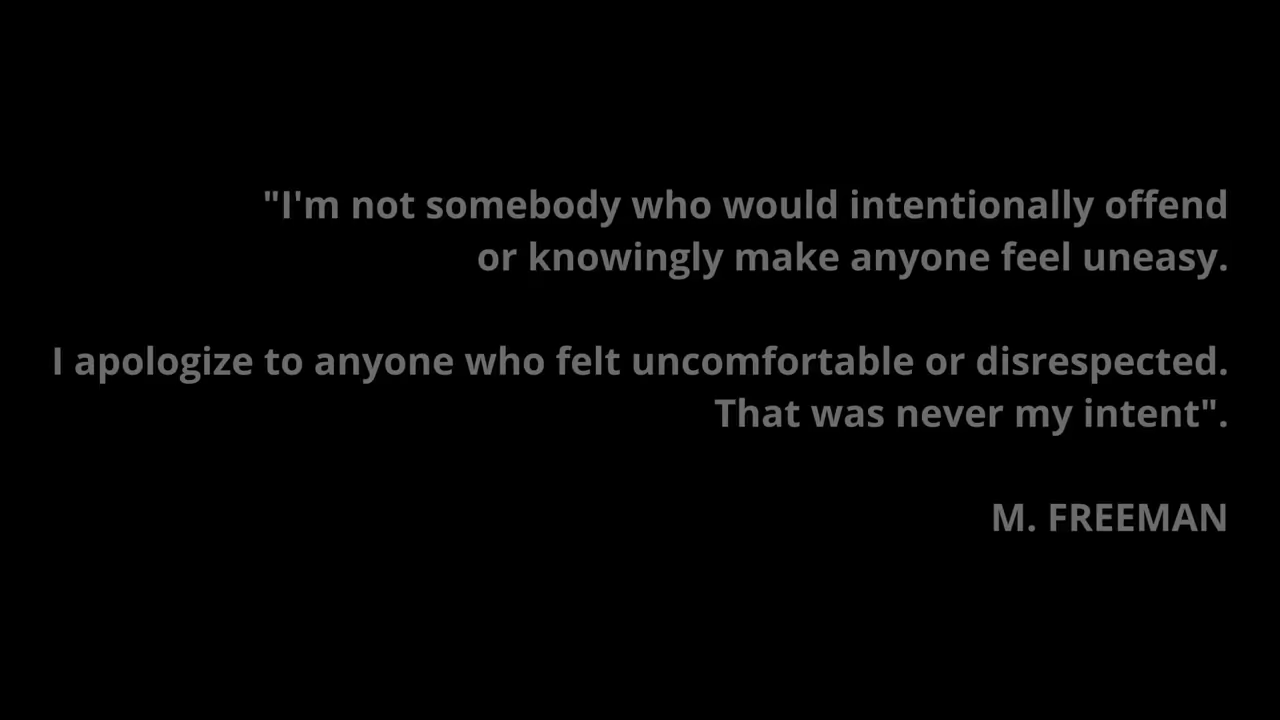 "I'm not somebody who would intentionally offend
or knowingly make anyone feel uneasy.
I apologize to anyone who felt uncomfortable or disrespected.
That was never my intent".
M. FREEMAN